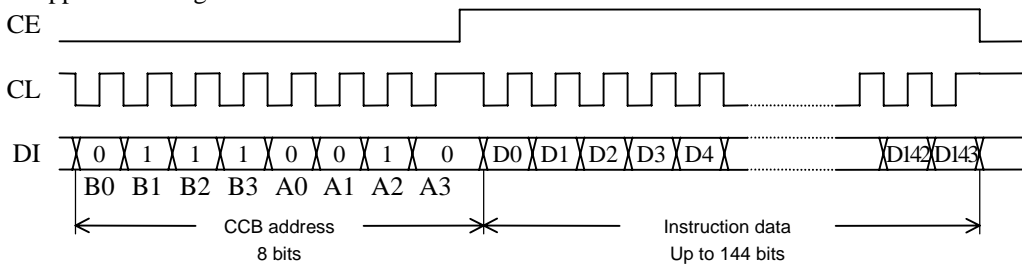 CE
CL
DI 0 1 1 1 0 0 1 0 D0 D1 D2 D3 D4 D142 D143
B0 B1 B2 B3 A0 A1 A2 A3
CCB address Instruction data
8 bits Up to 144 bits